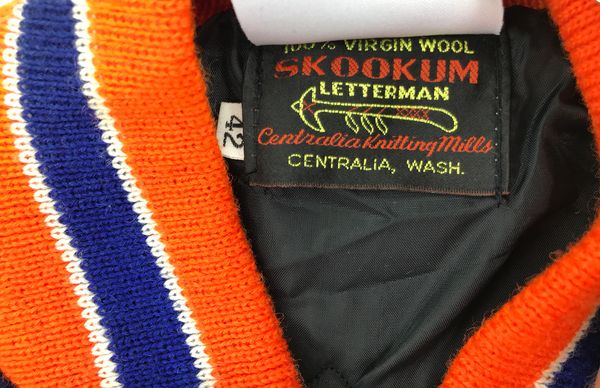 100% VIRGIN WOOL
SKOOKUM
LETTERMAN
Centralia Knitting Mills
CENTRALIA, WASH.
42